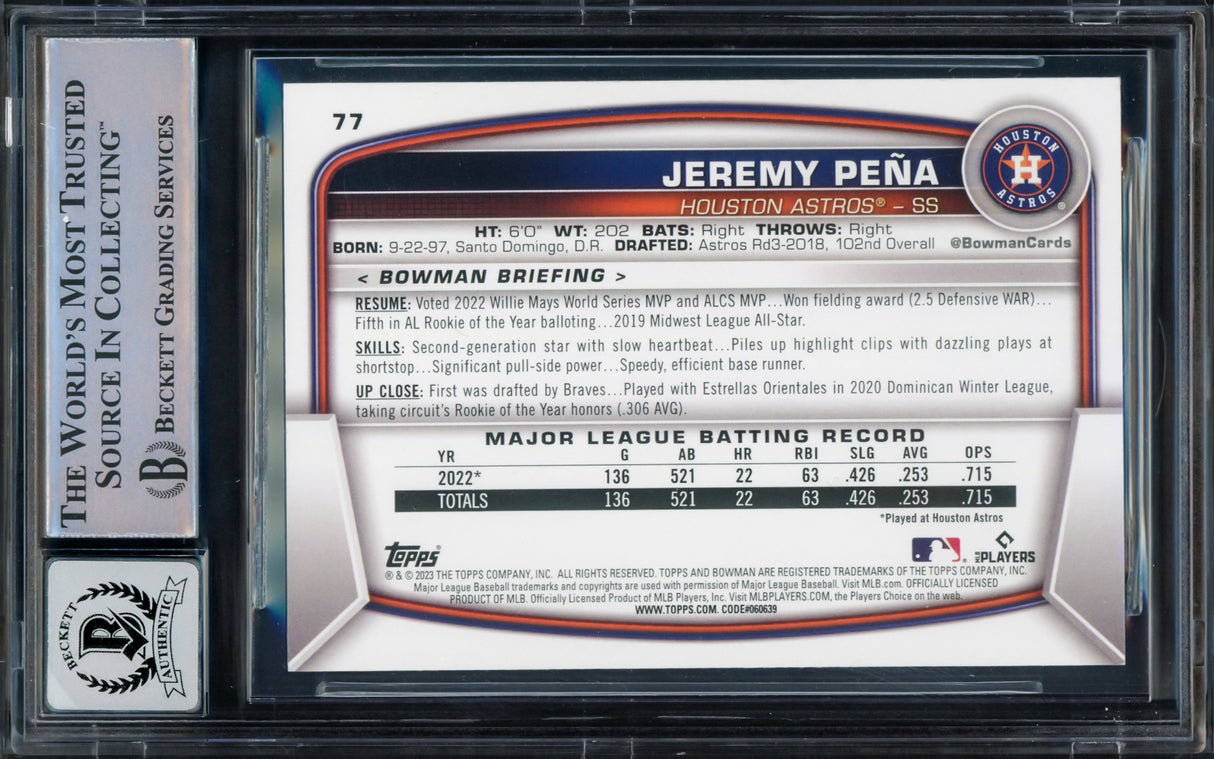 THE WORLD'S MOST TRUSTED
SOURCE IN COLLECTING™
BECKETT GRADING SERVICES
BECKETT
AUTHENTIC
77
JEREMY PEÑA
HOUSTON ASTROS® – SS
HOUSTON
H
ASTROS®
HT: 6'0" WT: 202 BATS: Right THROWS: Right
BORN: 9-22-97, Santo Domingo, D.R. DRAFTED: Astros Rd3-2018, 102nd Overall @BowmanCards
< BOWMAN BRIEFING >
RESUME: Voted 2022 Willie Mays World Series MVP and ALCS MVP...Won fielding award (2.5 Defensive WAR)...
Fifth in AL Rookie of the Year balloting...2019 Midwest League All-Star.
SKILLS: Second-generation star with slow heartbeat...Piles up highlight clips with dazzling plays at
shortstop...Significant pull-side power...Speedy, efficient base runner.
UP CLOSE: First was drafted by Braves...Played with Estrellas Orientales in 2020 Dominican Winter League,
taking circuit's Rookie of the Year honors (.306 AVG).
MAJOR LEAGUE BATTING RECORD
YR G AB HR RBI SLG AVG OPS
2022* 136 521 22 63 .426 .253 .715
TOTALS 136 521 22 63 .426 .253 .715
*Played at Houston Astros
topps®
MLB PLAYERS
® & © 2023 THE TOPPS COMPANY, INC. ALL RIGHTS RESERVED. TOPPS AND BOWMAN ARE REGISTERED TRADEMARKS OF THE TOPPS COMPANY, INC.
Major League Baseball trademarks and copyrights are used with permission of Major League Baseball. Visit MLB.com. OFFICIALLY LICENSED
PRODUCT OF MLB. Officially Licensed Product of MLB Players, Inc. Visit MLBPLAYERS.COM, the Players Choice on the web.
WWW.TOPPS.COM. CODE#060639